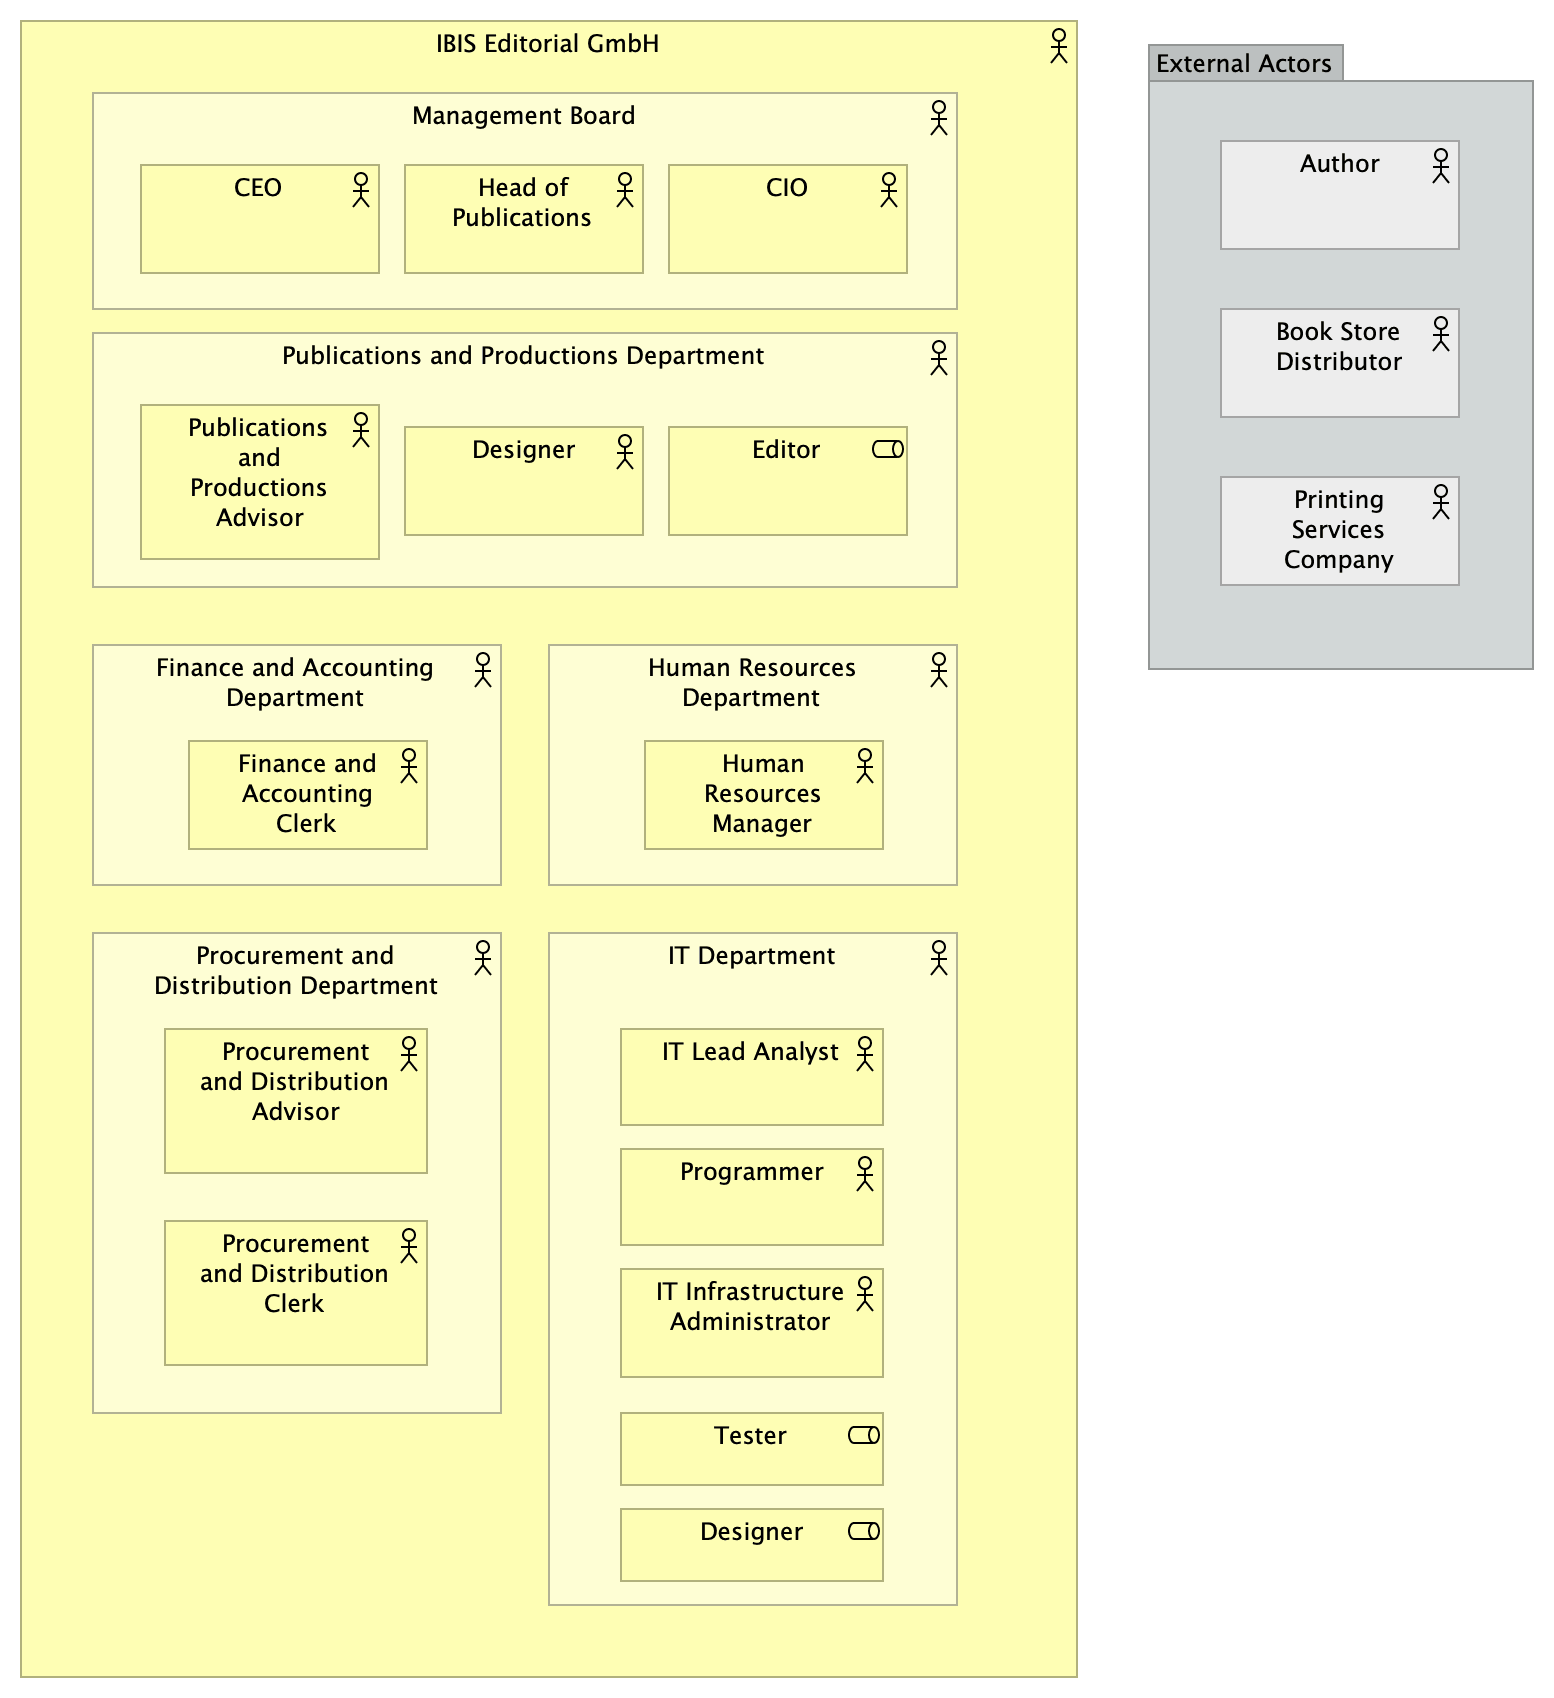 IBIS Editorial GmbH
Management Board
CEO
Head of
Publications
CIO
Publications and Productions Department
Publications
and
Productions
Advisor
Designer
Editor
Finance and Accounting
Department
Finance and
Accounting
Clerk
Human Resources
Department
Human
Resources
Manager
Procurement and
Distribution Department
Procurement
and Distribution
Advisor
Procurement
and Distribution
Clerk
IT Department
IT Lead Analyst
Programmer
IT Infrastructure
Administrator
Tester
Designer
External Actors
Author
Book Store
Distributor
Printing
Services
Company